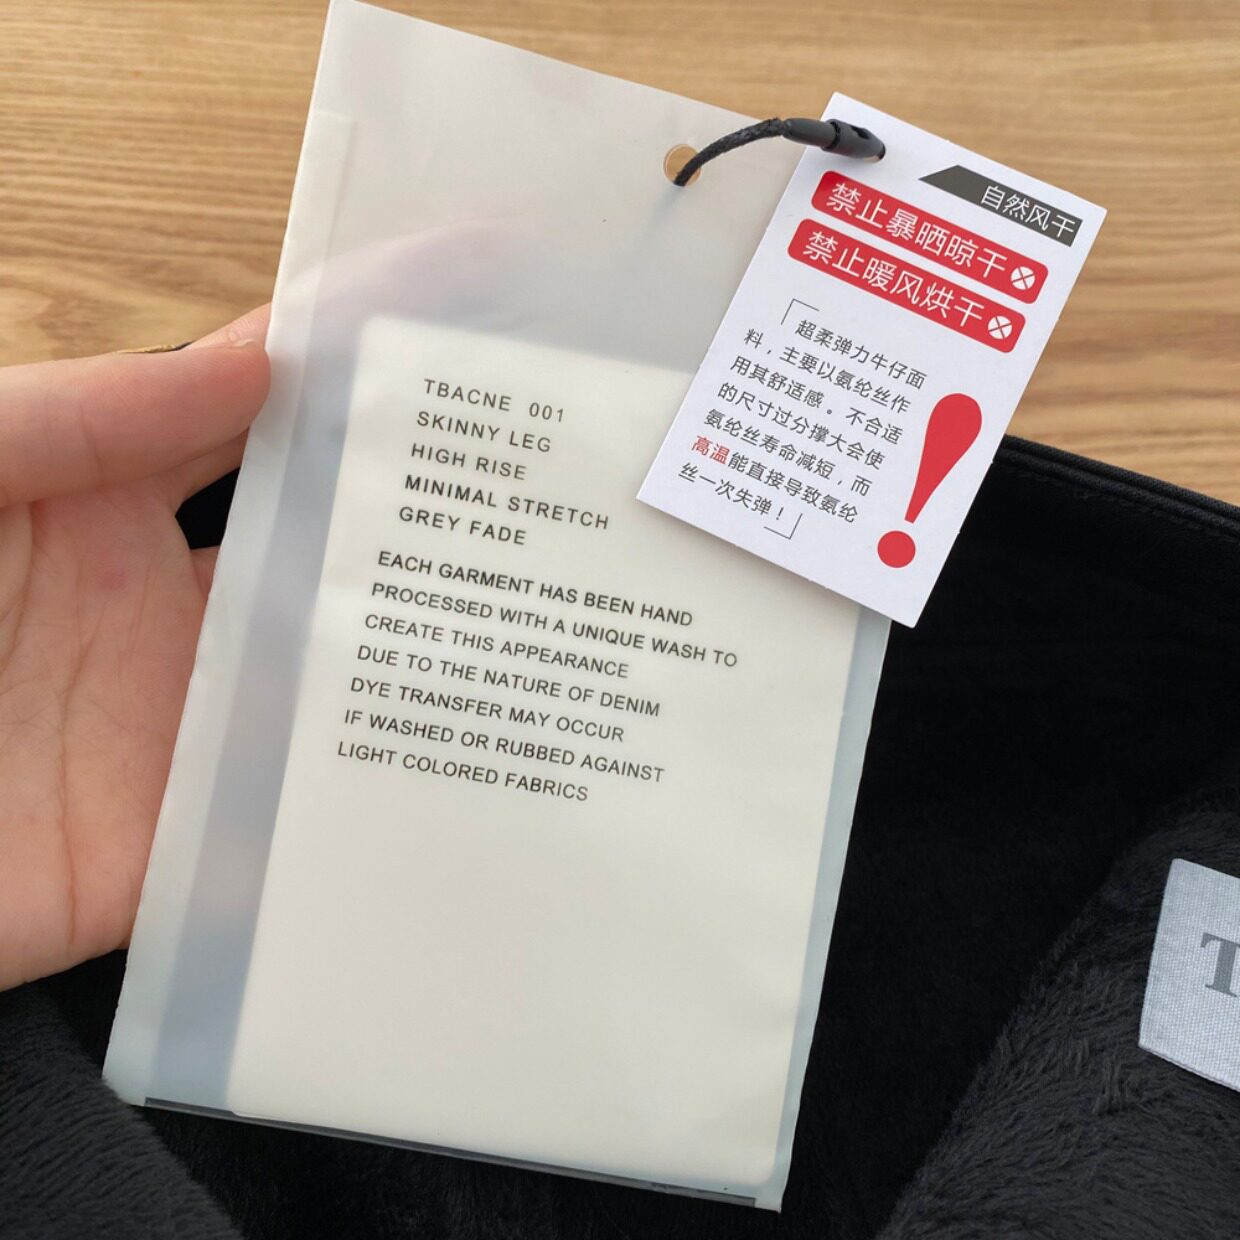 TBACNE 001
SKINNY LEG
HIGH RISE
MINIMAL STRETCH
GREY FADE
EACH GARMENT HAS BEEN HAND
PROCESSED WITH A UNIQUE WASH TO
CREATE THIS APPEARANCE
DUE TO THE NATURE OF DENIM
DYE TRANSFER MAY OCCUR
IF WASHED OR RUBBED AGAINST
LIGHT COLORED FABRICS
自然风干
禁止暴晒晾干
禁止暖风烘干
超柔弹力牛仔面
料，主要以氨纶丝作
用其舒适感。不合适
的尺寸过分撑大会使
氨纶丝寿命减短，而
高温能直接导致氨纶
丝一次失弹！
T